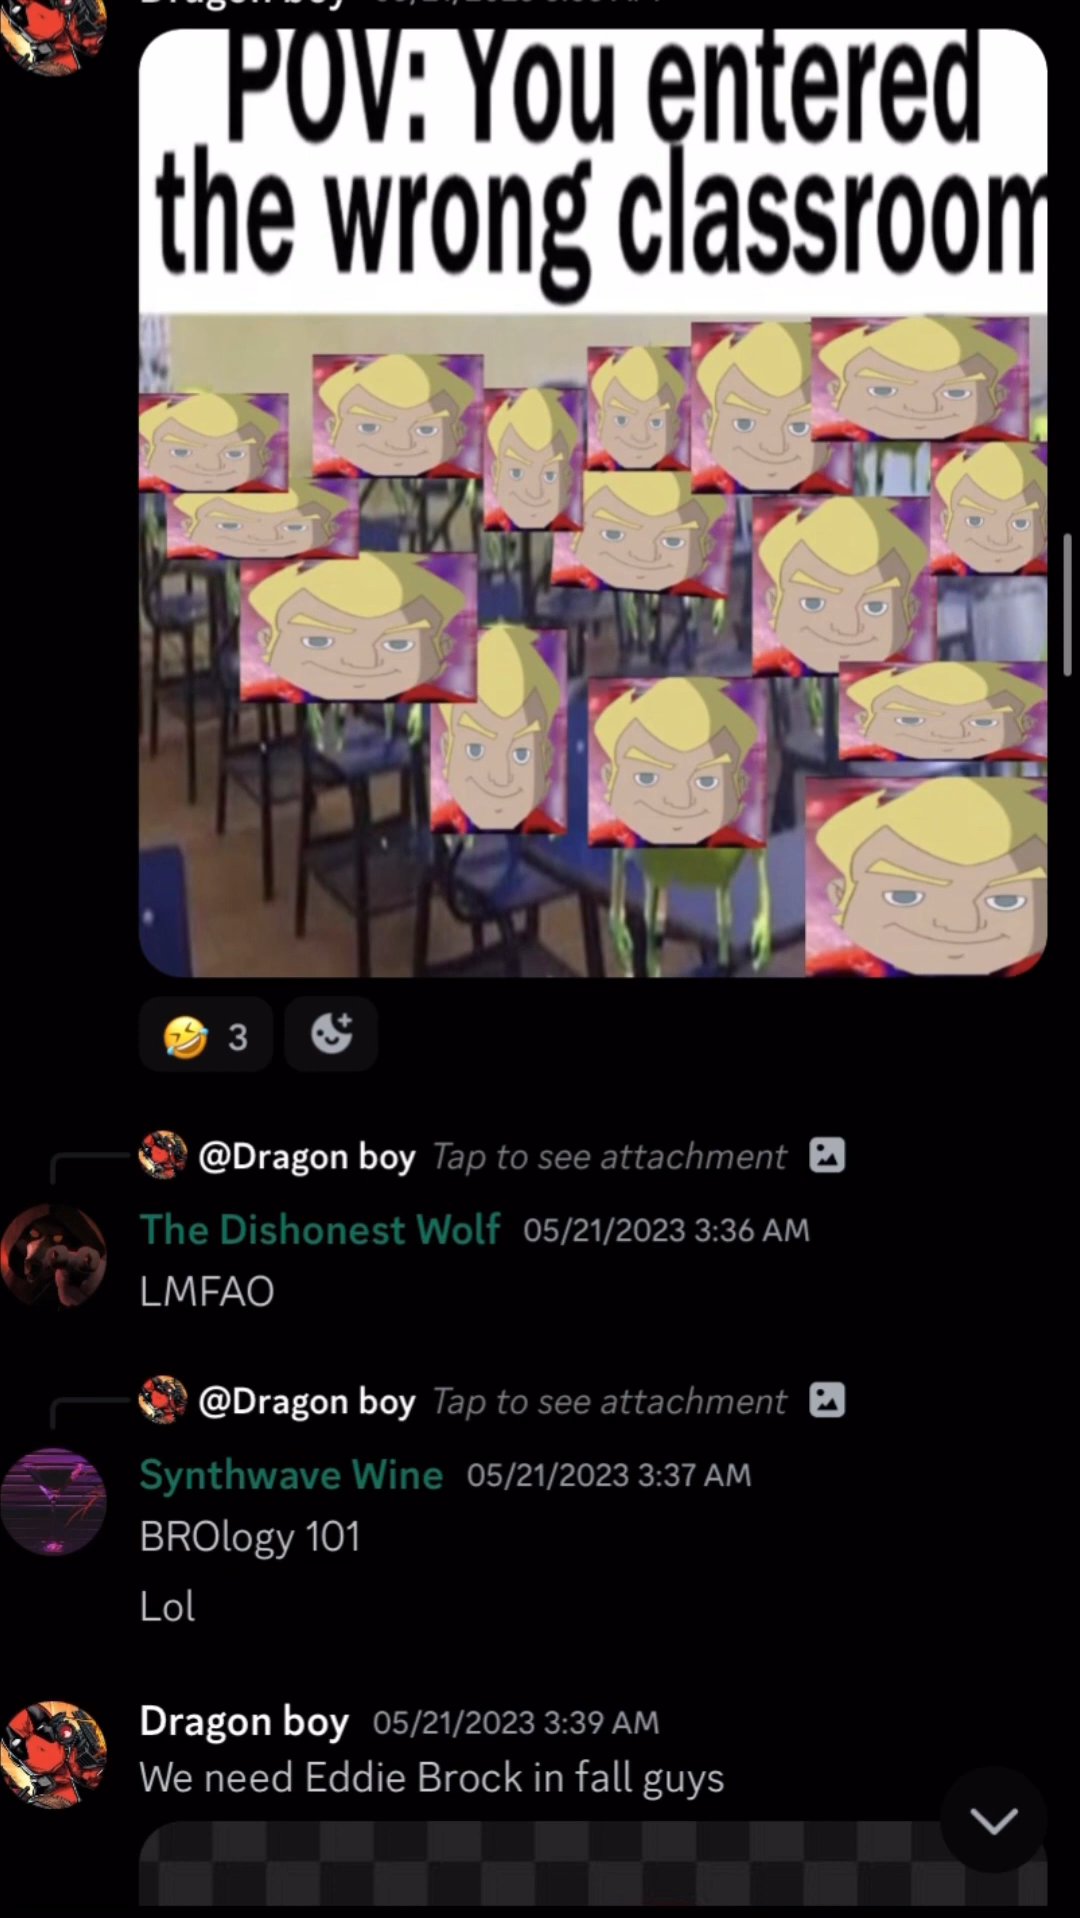 Dragon boy
POV: You entered
the wrong classroom
🤣 3
@Dragon boy Tap to see attachment
The Dishonest Wolf 05/21/2023 3:36 AM
LMFAO
@Dragon boy Tap to see attachment
Synthwave Wine 05/21/2023 3:37 AM
BROlogy 101
Lol
Dragon boy 05/21/2023 3:39 AM
We need Eddie Brock in fall guys